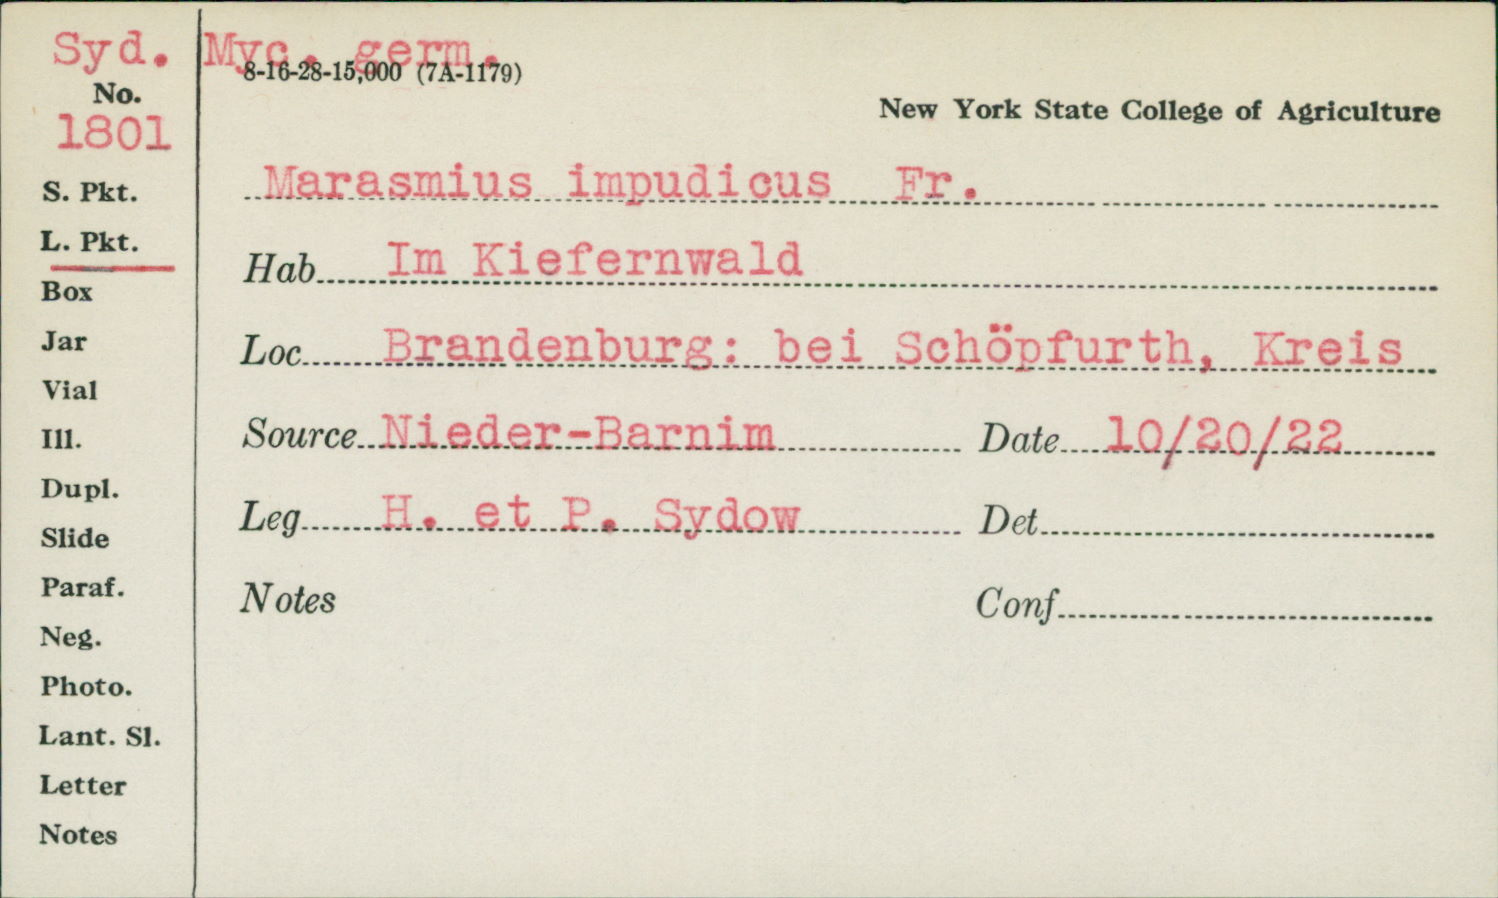 Syd. Myc. germ.
8-16-28-15,000 (7A-1179)
No.
1801
New York State College of Agriculture
Marasmius impudicus Fr.
S. Pkt.
L. Pkt.
Hab Im Kiefernwald
Box
Jar
Loc Brandenburg: bei Schöpfurth, Kreis
Vial
Ill.
Source Nieder-Barnim Date 10/20/22
Dupl.
Leg H. et P. Sydow Det
Slide
Paraf.
Notes Conf
Neg.
Photo.
Lant. Sl.
Letter
Notes